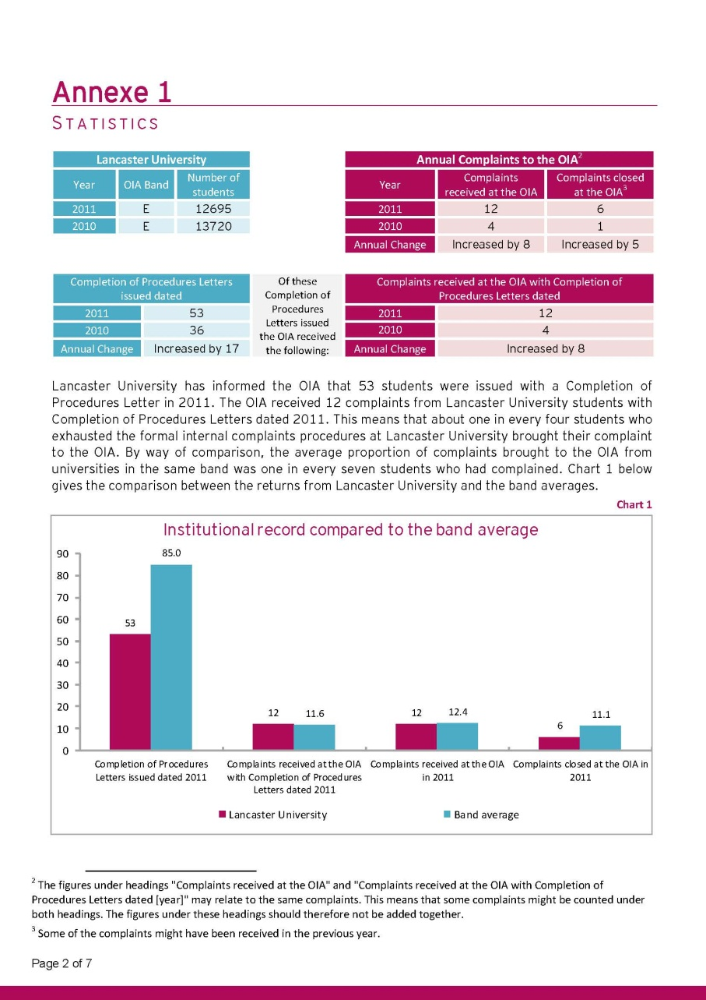 Annexe 1
STATISTICS
Lancaster University
Year OIA Band Number of students
2011 E 12695
2010 E 13720
Annual Complaints to the OIA2
Year Complaints received at the OIA Complaints closed at the OIA3
2011 12 6
2010 4 1
Annual Change Increased by 8 Increased by 5
Completion of Procedures Letters
issued dated
2011 53
2010 36
Annual Change Increased by 17
Of these
Completion of
Procedures
Letters issued
the OIA received
the following:
Complaints received at the OIA with Completion of
Procedures Letters dated
2011 12
2010 4
Annual Change Increased by 8
Lancaster University has informed the OIA that 53 students were issued with a Completion of
Procedures Letter in 2011. The OIA received 12 complaints from Lancaster University students with
Completion of Procedures Letters dated 2011. This means that about one in every four students who
exhausted the formal internal complaints procedures at Lancaster University brought their complaint
to the OIA. By way of comparison, the average proportion of complaints brought to the OIA from
universities in the same band was one in every seven students who had complained. Chart 1 below
gives the comparison between the returns from Lancaster University and the band averages.
Chart 1
Institutional record compared to the band average
90
80
70
60
50
40
30
20
10
0
53 85.0
12 11.6
12 12.4
6 11.1
Completion of Procedures
Letters issued dated 2011
Complaints received at the OIA
with Completion of Procedures
Letters dated 2011
Complaints received at the OIA
in 2011
Complaints closed at the OIA in
2011
Lancaster University
Band average
2 The figures under headings "Complaints received at the OIA" and "Complaints received at the OIA with Completion of
Procedures Letters dated [year]" may relate to the same complaints. This means that some complaints might be counted under
both headings. The figures under these headings should therefore not be added together.
3 Some of the complaints might have been received in the previous year.
Page 2 of 7